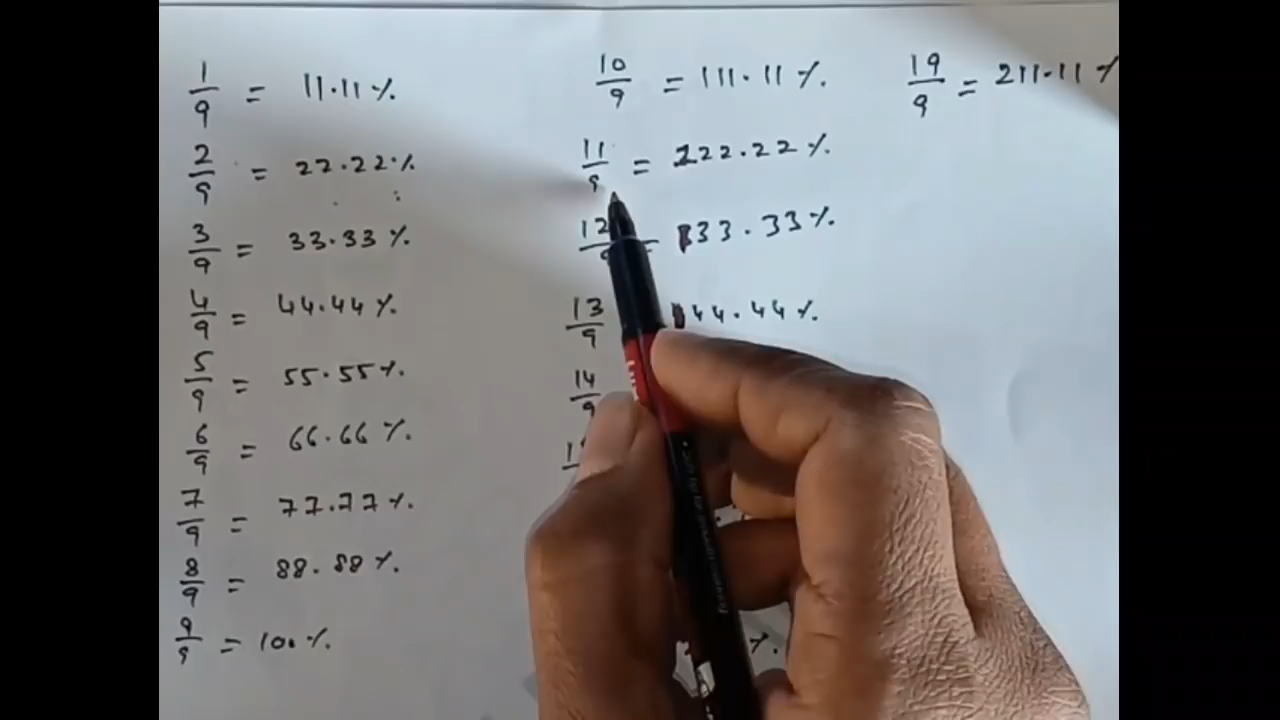 1/9 = 11.11%
2/9 = 22.22%
3/9 = 33.33%
4/9 = 44.44%
5/9 = 55.55%
6/9 = 66.66%
7/9 = 77.77%
8/9 = 88.88%
9/9 = 100%
10/9 = 111.11%
11/9 = 122.22%
12/9 = 133.33%
13/9 144.44%
14/9
%.
19/9 = 211.11%